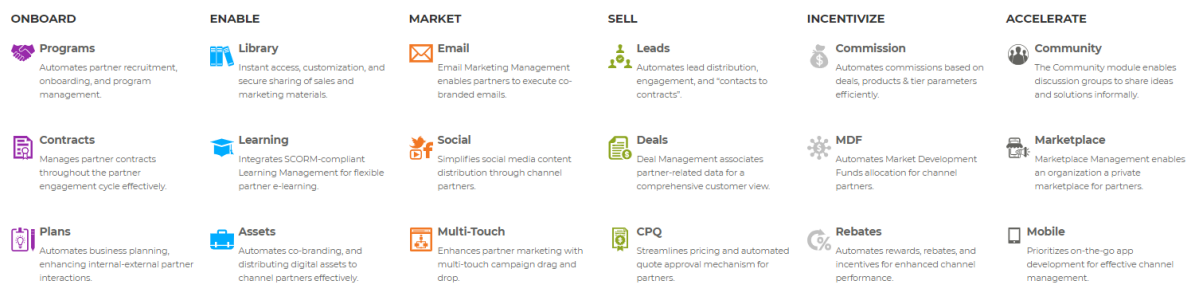 ONBOARD
Programs
Automates partner recruitment,
onboarding, and program
management.
Contracts
Manages partner contracts
throughout the partner
engagement cycle effectively.
Plans
Automates business planning,
enhancing internal-external partner
interactions.
ENABLE
Library
Instant access, customization, and
secure sharing of sales and
marketing materials.
Learning
Integrates SCORM-compliant
Learning Management for flexible
partner e-learning.
Assets
Automates co-branding, and
distributing digital assets to
channel partners effectively.
MARKET
Email
Email Marketing Management
enables partners to execute co-
branded emails.
Social
Simplifies social media content
distribution through channel
partners.
Multi-Touch
Enhances partner marketing with
multi-touch campaign drag and
drop.
SELL
Leads
Automates lead distribution,
engagement, and “contacts to
contracts”.
Deals
Deal Management associates
partner-related data for a
comprehensive customer view.
CPQ
Streamlines pricing and automated
quote approval mechanism for
partners.
INCENTIVIZE
Commission
Automates commissions based on
deals, products & tier parameters
efficiently.
MDF
Automates Market Development
Funds allocation for channel
partners.
Rebates
Automates rewards, rebates, and
incentives for enhanced channel
performance.
ACCELERATE
Community
The Community module enables
discussion groups to share ideas
and solutions informally.
Marketplace
Marketplace Management enables
an organization a private
marketplace for partners.
Mobile
Prioritizes on-the-go app
development for effective channel
management.